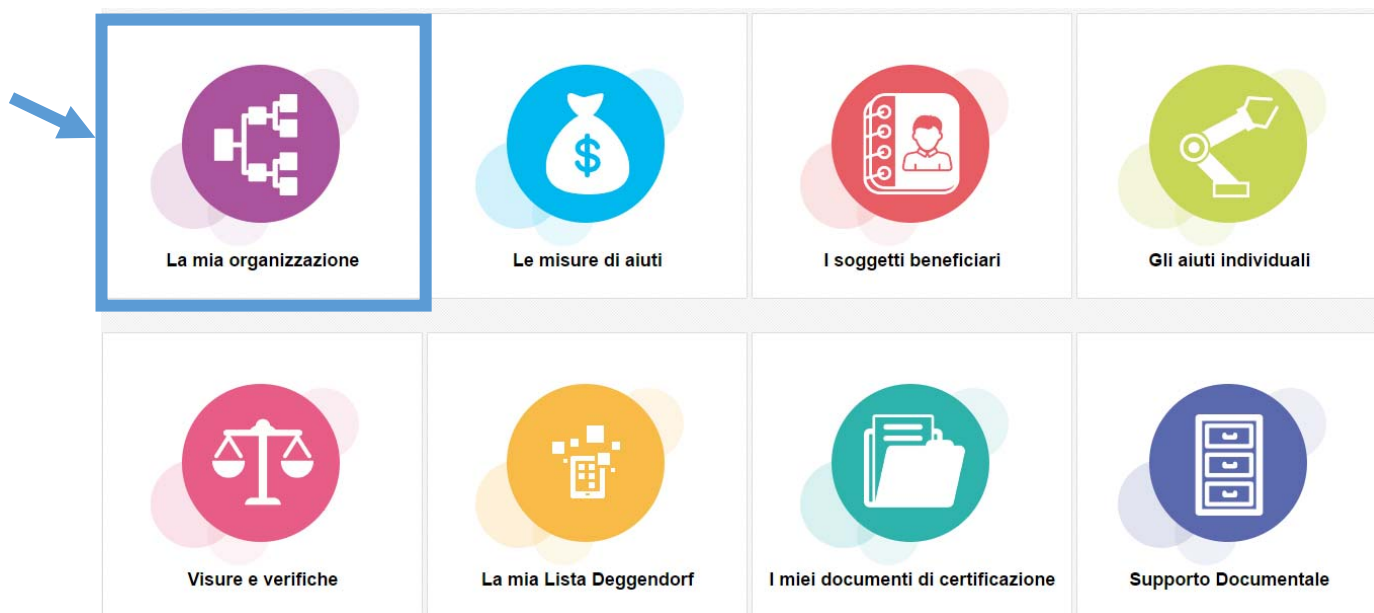 La mia organizzazione
Le misure di aiuti
I soggetti beneficiari
Gli aiuti individuali
Visure e verifiche
La mia Lista Deggendorf
I miei documenti di certificazione
Supporto Documentale